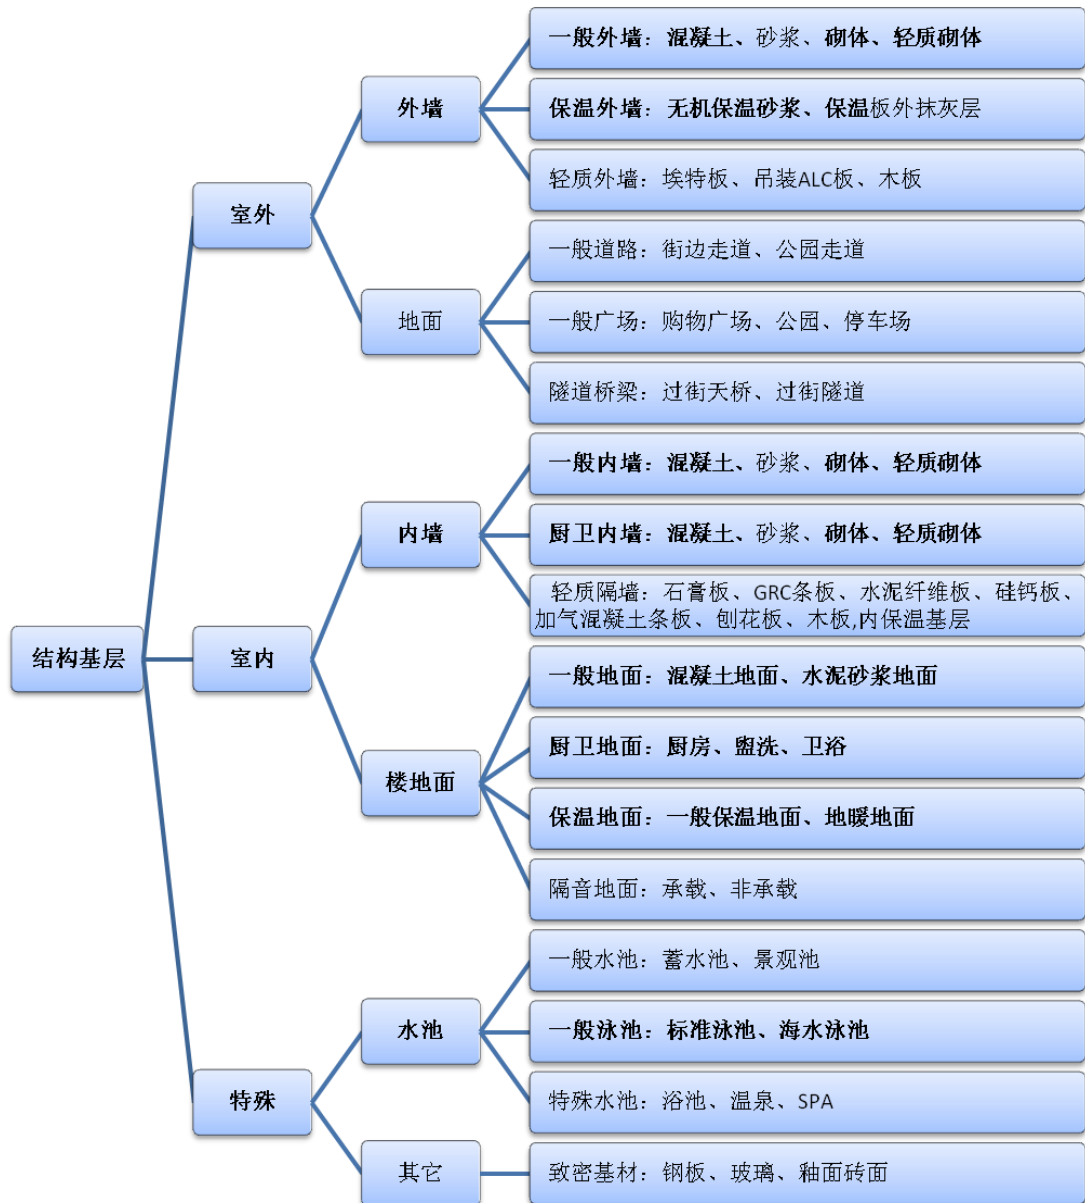 一般外墙：混凝土、砂浆、砌体、轻质砌体
外墙
保温外墙：无机保温砂浆、保温板外抹灰层
轻质外墙：埃特板、吊装ALC板、木板
室外
一般道路：街边走道、公园走道
地面
一般广场：购物广场、公园、停车场
隧道桥梁：过街天桥、过街隧道
一般内墙：混凝土、砂浆、砌体、轻质砌体
内墙
厨卫内墙：混凝土、砂浆、砌体、轻质砌体
轻质隔墙：石膏板、GRC条板、水泥纤维板、硅钙板、
加气混凝土条板、刨花板、木板,内保温基层
结构基层
室内
一般地面：混凝土地面、水泥砂浆地面
厨卫地面：厨房、盥洗、卫浴
楼地面
保温地面：一般保温地面、地暖地面
隔音地面：承载、非承载
一般水池：蓄水池、景观池
水池
一般泳池：标准泳池、海水泳池
特殊
特殊水池：浴池、温泉、SPA
其它
致密基材：钢板、玻璃、釉面砖面